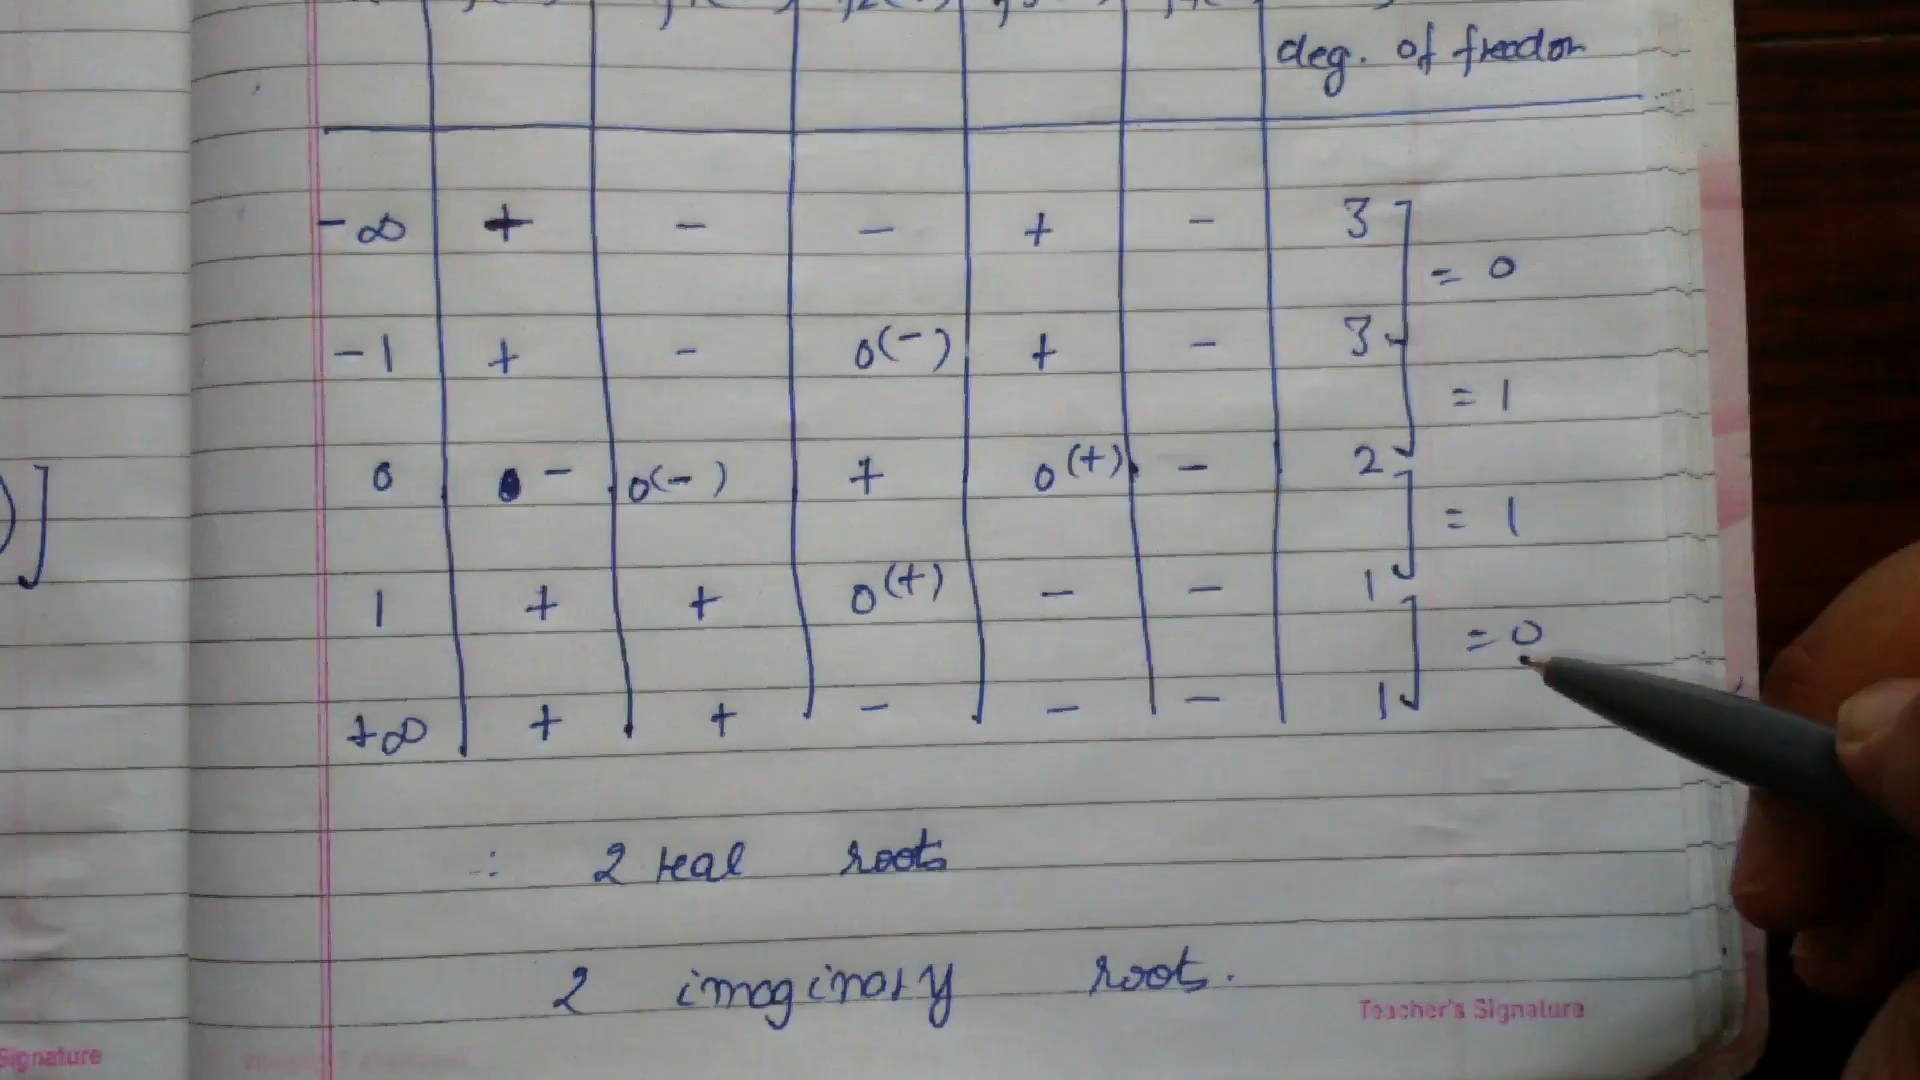 deg. of freedom
-∞ + - - + - 3
= 0
-1 + - 0(-) + - 3
= 1
0 0 - 0(-) + 0(+) - 2
= 1
1 + + 0(+) - - 1
= 0
+∞ + + - - - 1
∴ 2 real roots
2 imaginary roots.
Teacher's Signature
Signature
)]